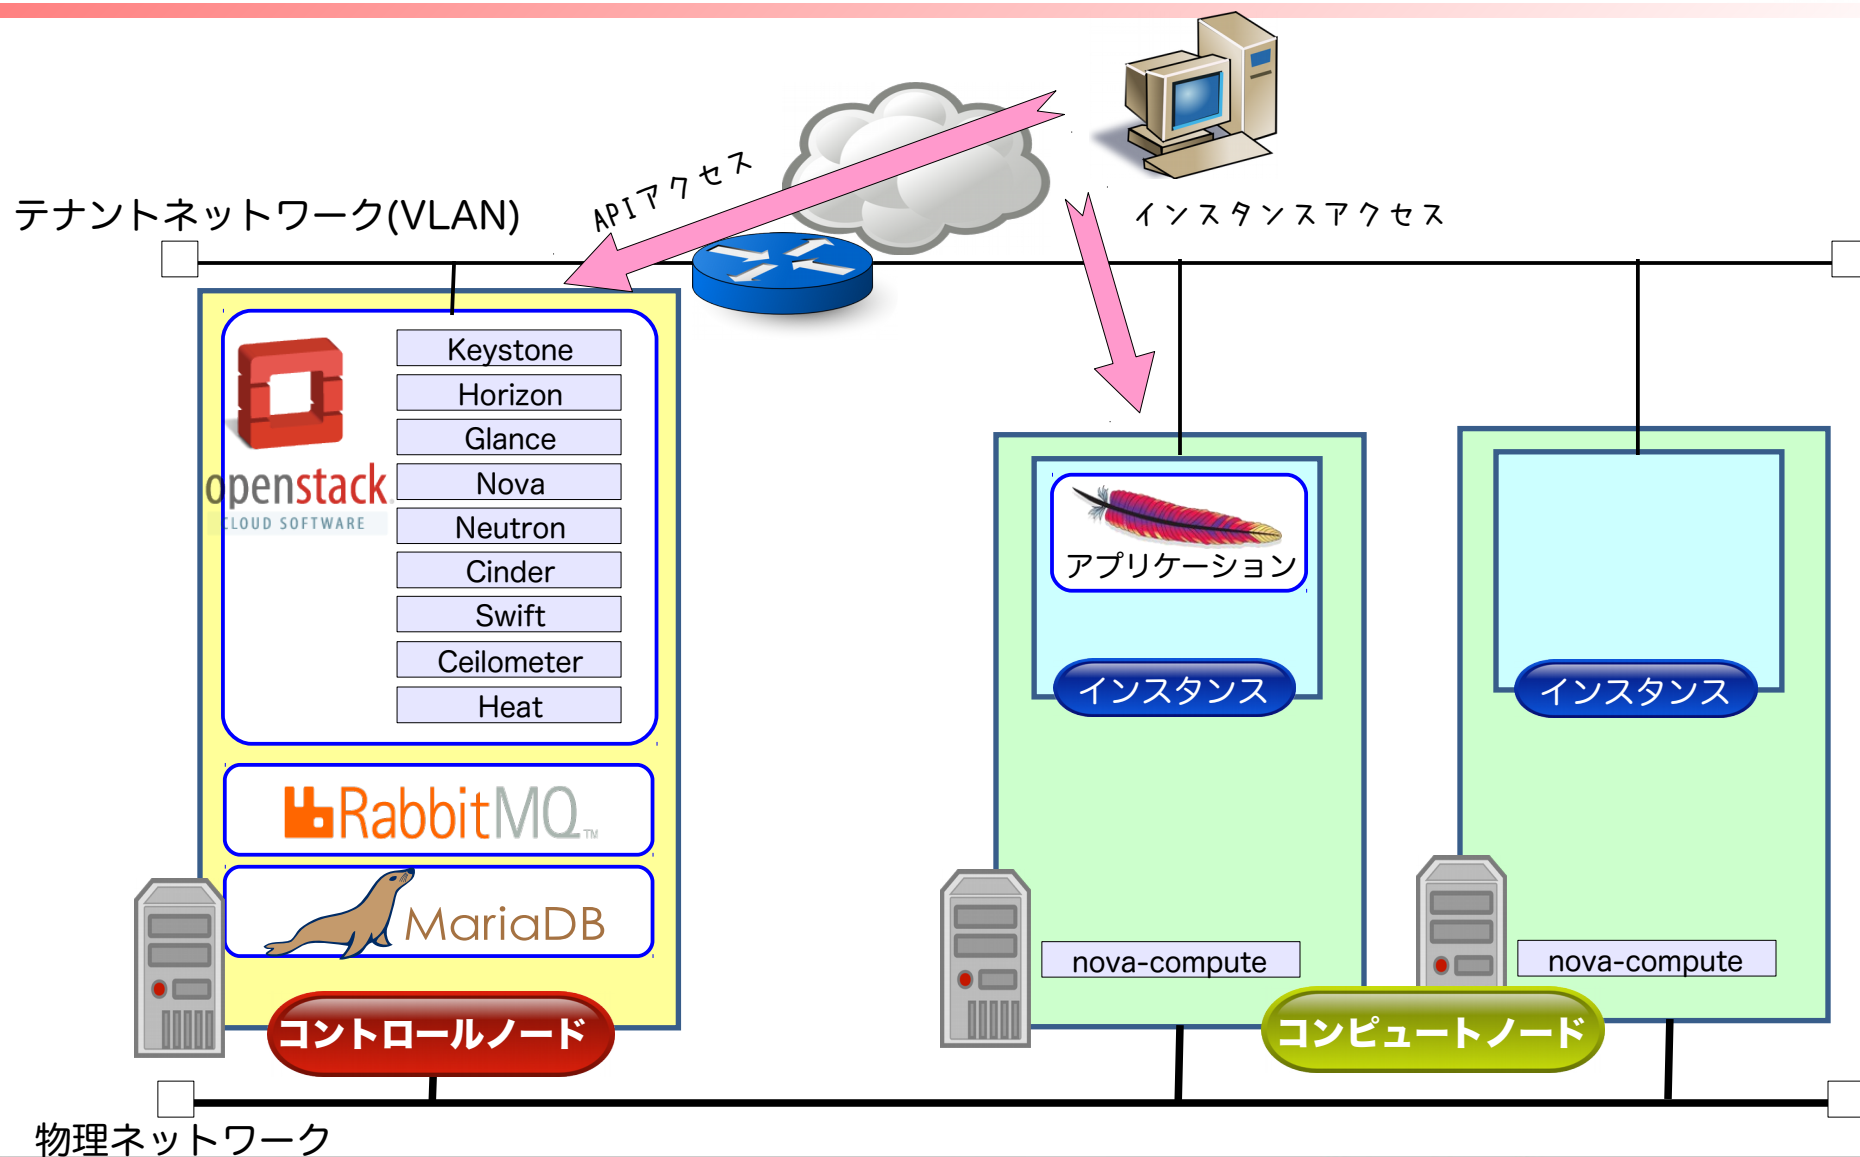 APIアクセス
テナントネットワーク(VLAN)
インスタンスアクセス
Keystone
Horizon
Glance
Nova
Neutron
Cinder
Swift
Ceilometer
Heat
openstack
CLOUD SOFTWARE
RabbitMQ™
MariaDB
コントロールノード
アプリケーション
インスタンス
nova-compute
インスタンス
nova-compute
コンピュートノード
物理ネットワーク